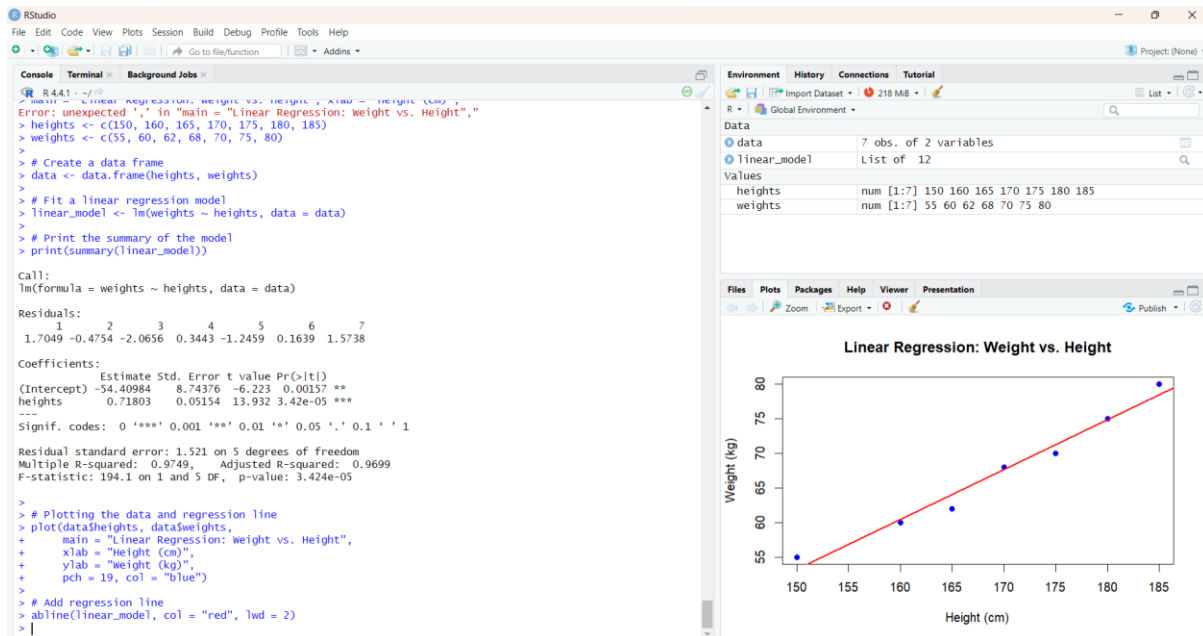 RStudio
File Edit Code View Plots Session Build Debug Profile Tools Help
Go to file/function Addins Project: (None)
Console Terminal Background Jobs
R 4.4.1 · ~/
> main = "Linear Regression: Weight vs. Height", xlab = "Height (cm)",
Error: unexpected ',' in "main = "Linear Regression: Weight vs. Height","
> heights <- c(150, 160, 165, 170, 175, 180, 185)
> weights <- c(55, 60, 62, 68, 70, 75, 80)
>
> # Create a data frame
> data <- data.frame(heights, weights)
>
> # Fit a linear regression model
> linear_model <- lm(weights ~ heights, data = data)
>
> # Print the summary of the model
> print(summary(linear_model))
Call:
lm(formula = weights ~ heights, data = data)
Residuals:
1 2 3 4 5 6 7
1.7049 -0.4754 -2.0656 0.3443 -1.2459 0.1639 1.5738
Coefficients:
Estimate Std. Error t value Pr(>|t|)
(Intercept) -54.40984 8.74376 -6.223 0.00157 **
heights 0.71803 0.05154 13.932 3.42e-05 ***
---
Signif. codes: 0 ‘***’ 0.001 ‘**’ 0.01 ‘*’ 0.05 ‘.’ 0.1 ‘ ’ 1
Residual standard error: 1.521 on 5 degrees of freedom
Multiple R-squared: 0.9749, Adjusted R-squared: 0.9699
F-statistic: 194.1 on 1 and 5 DF, p-value: 3.424e-05
>
> # Plotting the data and regression line
> plot(data$heights, data$weights,
+ main = "Linear Regression: Weight vs. Height",
+ xlab = "Height (cm)",
+ ylab = "Weight (kg)",
+ pch = 19, col = "blue")
>
> # Add regression line
> abline(linear_model, col = "red", lwd = 2)
>
Environment History Connections Tutorial
Import Dataset 218 MiB List
R Global Environment
Data
data 7 obs. of 2 variables
linear_model List of 12
Values
heights num [1:7] 150 160 165 170 175 180 185
weights num [1:7] 55 60 62 68 70 75 80
Files Plots Packages Help Viewer Presentation
Zoom Export Publish
Linear Regression: Weight vs. Height
Weight (kg)
80
75
70
65
60
55
150 155 160 165 170 175 180 185
Height (cm)